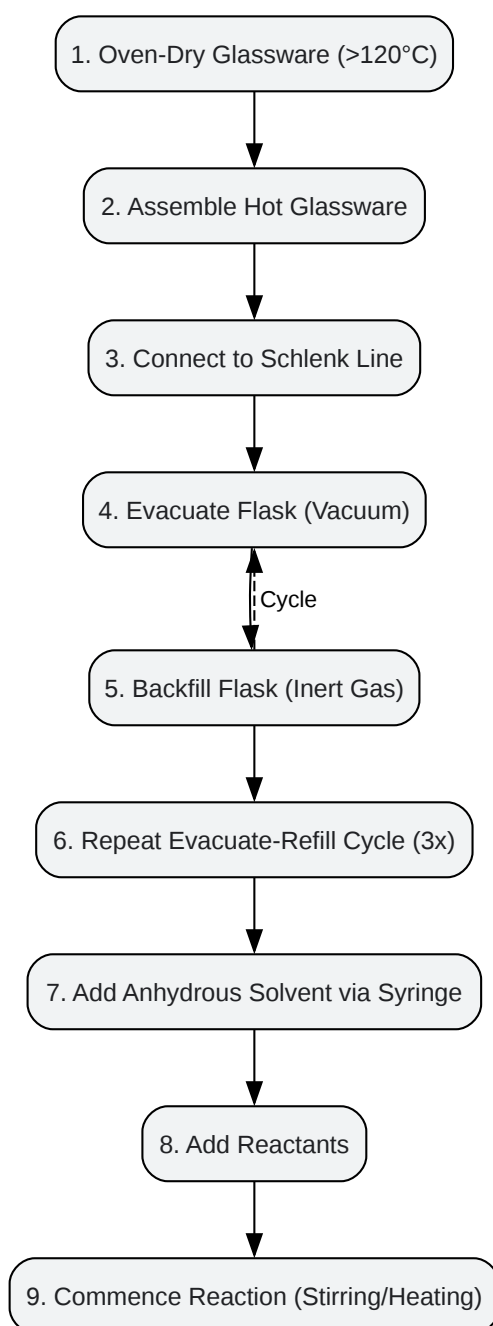 1. Oven-Dry Glassware (>120°C)
2. Assemble Hot Glassware
3. Connect to Schlenk Line
4. Evacuate Flask (Vacuum)
Cycle
5. Backfill Flask (Inert Gas)
6. Repeat Evacuate-Refill Cycle (3x)
7. Add Anhydrous Solvent via Syringe
8. Add Reactants
9. Commence Reaction (Stirring/Heating)